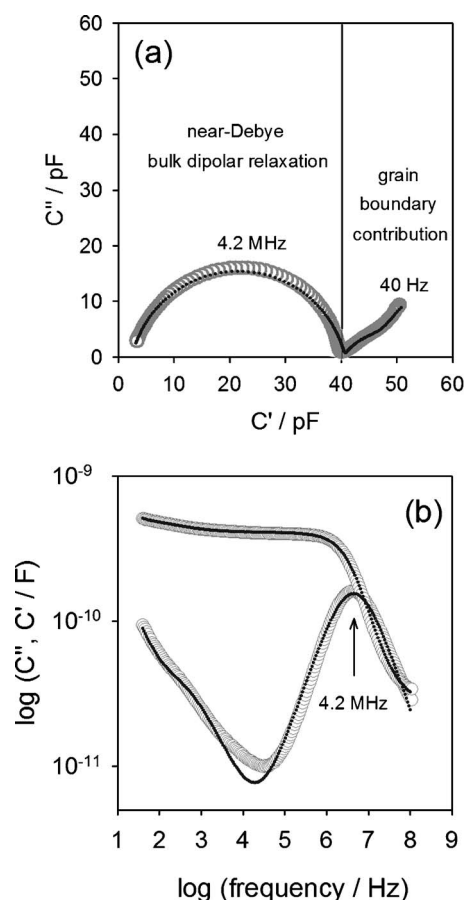 (a)
60
50
40
30
20
10
0
C'' / pF
near-Debye
bulk dipolar relaxation
4.2 MHz
grain
boundary
contribution
40 Hz
0 10 20 30 40 50 60
C' / pF
(b)
10⁻⁹
10⁻¹⁰
10⁻¹¹
log (C'', C' / F)
4.2 MHz
1 2 3 4 5 6 7 8 9
log (frequency / Hz)